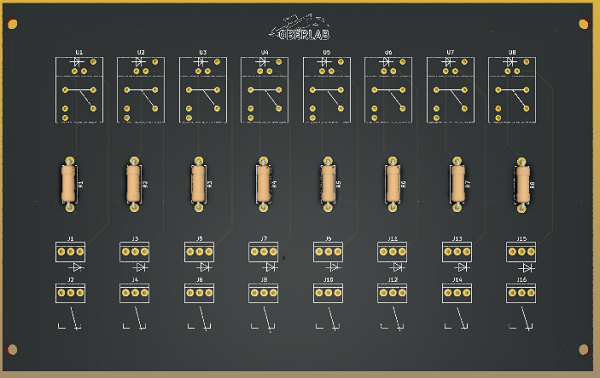 OBERLAB
U1 U2 U3 U4 U5 U6 U7 U8
R1 R2 R3 R4 R5 R6 R7 R8
J1 J3 J5 J7 J9 J11 J13 J15
J2 J4 J6 J8 J10 J12 J14 J16